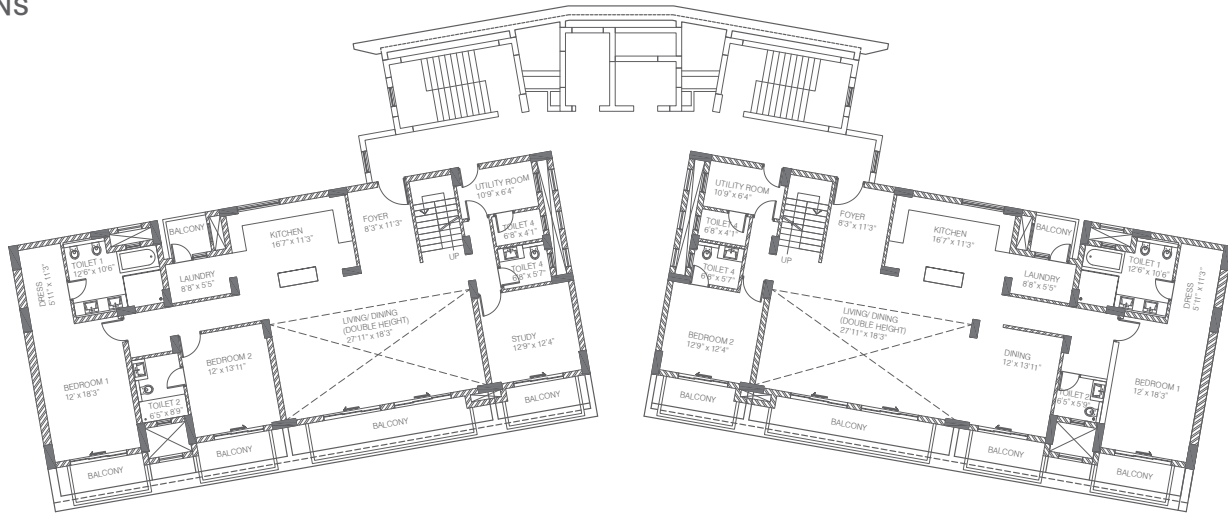 NS
UTILITY ROOM
10'9" x 6'4"
FOYER
8'3" x 11'3"
TOILET 4
6'8" x 4'1"
KITCHEN
16'7" x 11'3"
BALCONY
UP
TOILET 4
6'8" x 5'7"
TOILET 1
12'6" x 10'6"
LAUNDRY
8'8" x 5'5"
DRESS
5'11" x 11'3"
LIVING/ DINING
(DOUBLE HEIGHT)
27'11" x 18'3"
STUDY
12'9" x 12'4"
BEDROOM 2
12' x 13'11"
BEDROOM 1
12' x 18'3"
TOILET 2
6'5" x 8'9"
BALCONY
BALCONY
BALCONY
BALCONY
UTILITY ROOM
10'9" x 6'4"
FOYER
8'3" x 11'3"
TOILET 4
6'8" x 4'1"
KITCHEN
16'7" x 11'3"
BALCONY
UP
TOILET 4
6'8" x 5'7"
TOILET 1
12'6" x 10'6"
LAUNDRY
8'8" x 5'5"
DRESS
5'11" x 11'3"
LIVING/ DINING
(DOUBLE HEIGHT)
27'11" x 18'3"
BEDROOM 2
12'9" x 12'4"
DINING
12' x 13'11"
BEDROOM 1
12' x 18'3"
TOILET 2
6'5" x 5'9"
BALCONY
BALCONY
BALCONY
BALCONY